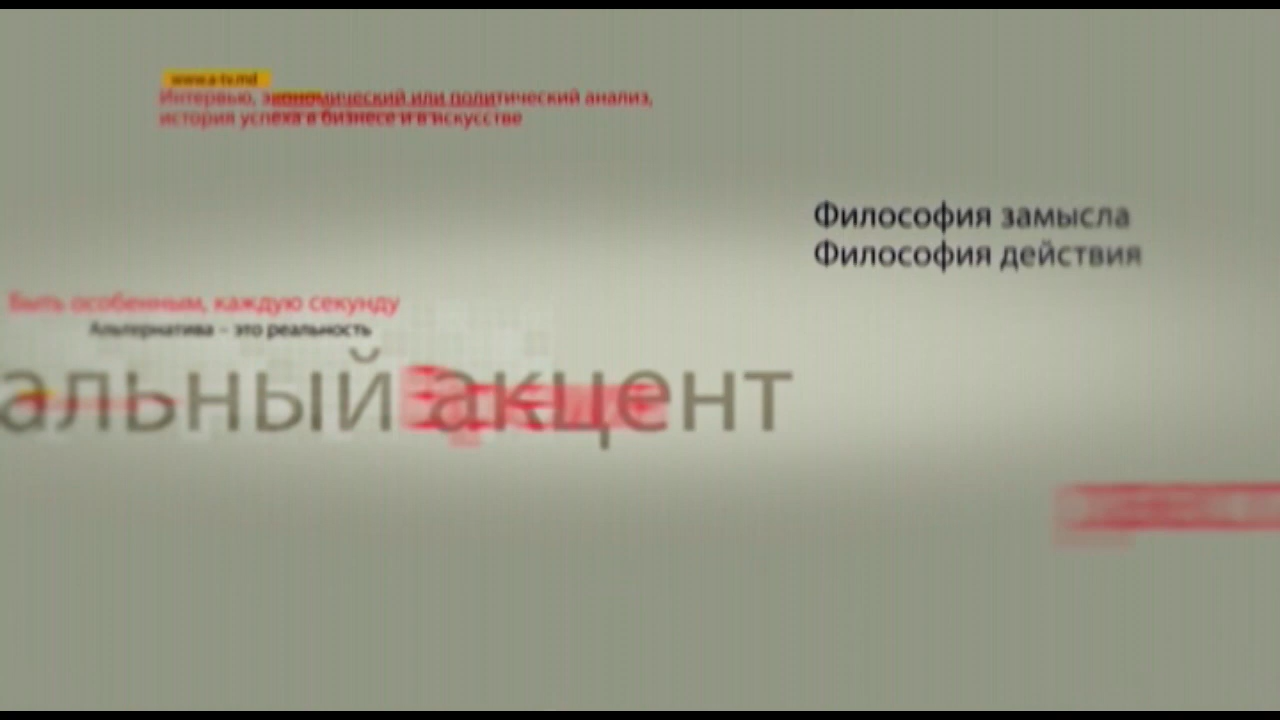 www.a-tv.md
Интервью, экономический или политический анализ,
история успеха в бизнесе и в искусстве
Философия замысла
Философия действия
Быть особенным, каждую секунду
Альтернатива – это реальность
альный акцент